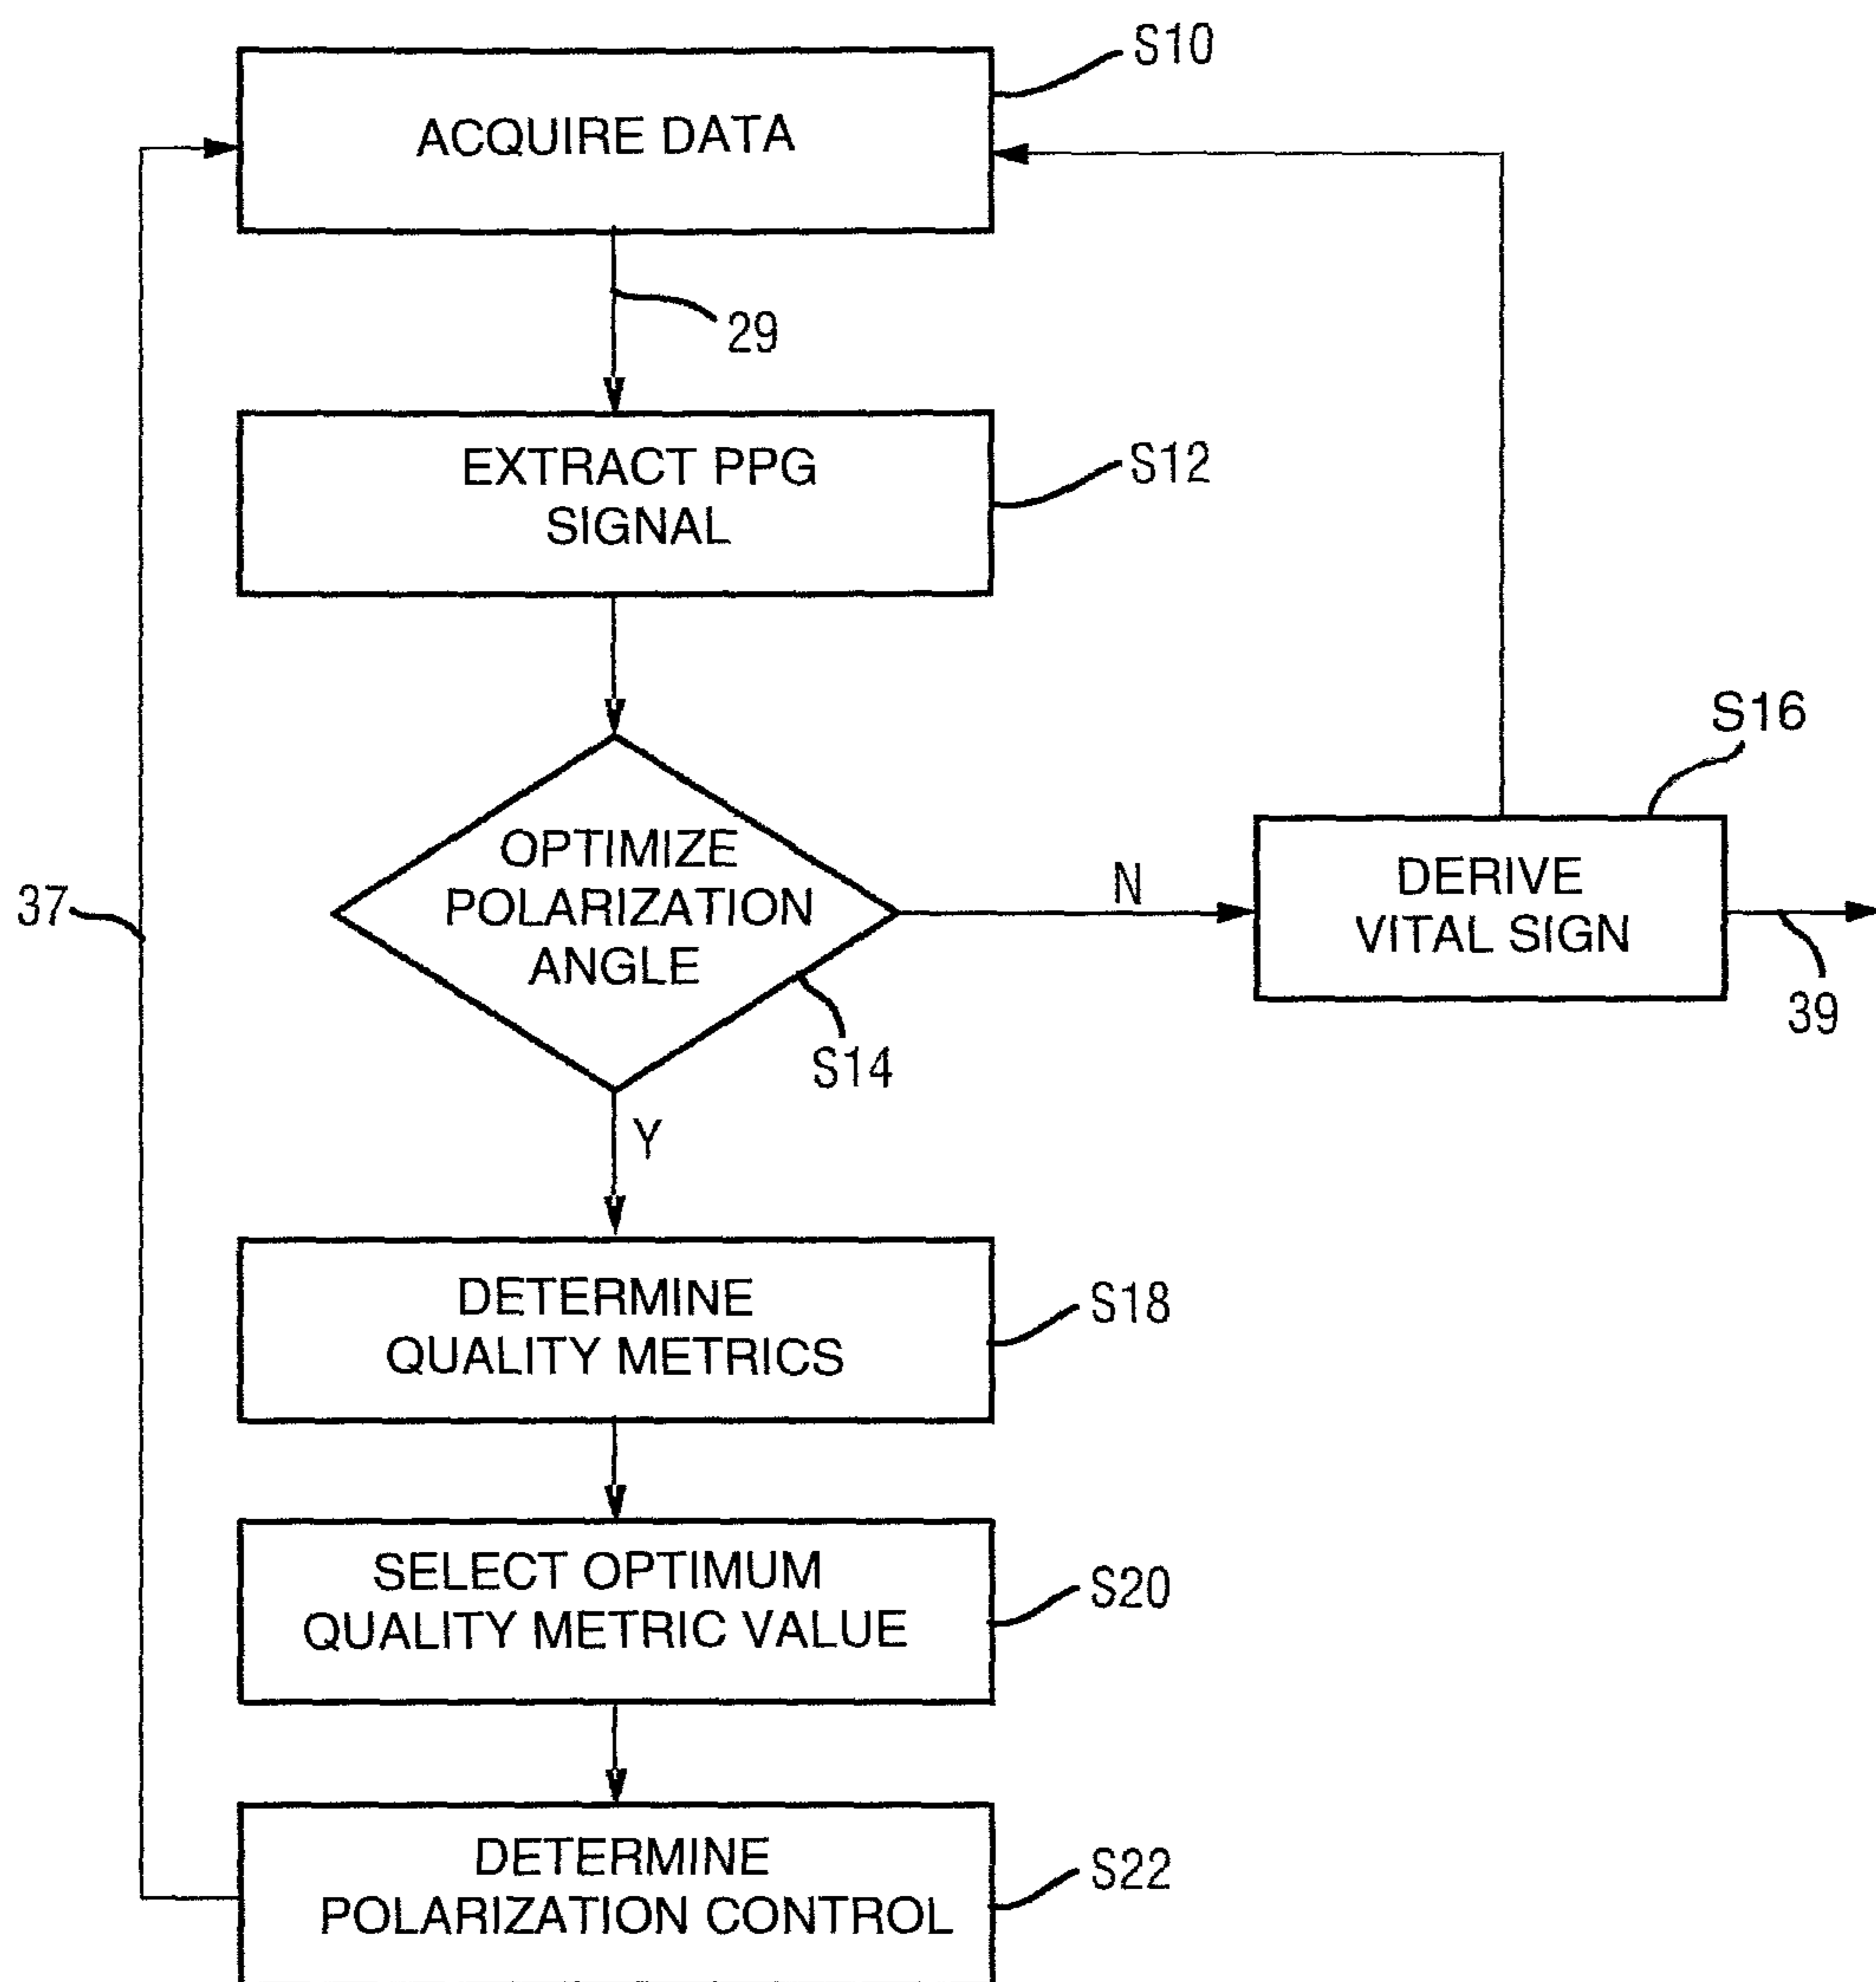 S10
ACQUIRE DATA
29
EXTRACT PPG
SIGNAL
S12
S16
OPTIMIZE
POLARIZATION
ANGLE
N
DERIVE
VITAL SIGN
37
39
S14
Y
DETERMINE
QUALITY METRICS
S18
SELECT OPTIMUM
QUALITY METRIC VALUE
S20
DETERMINE
POLARIZATION CONTROL
S22